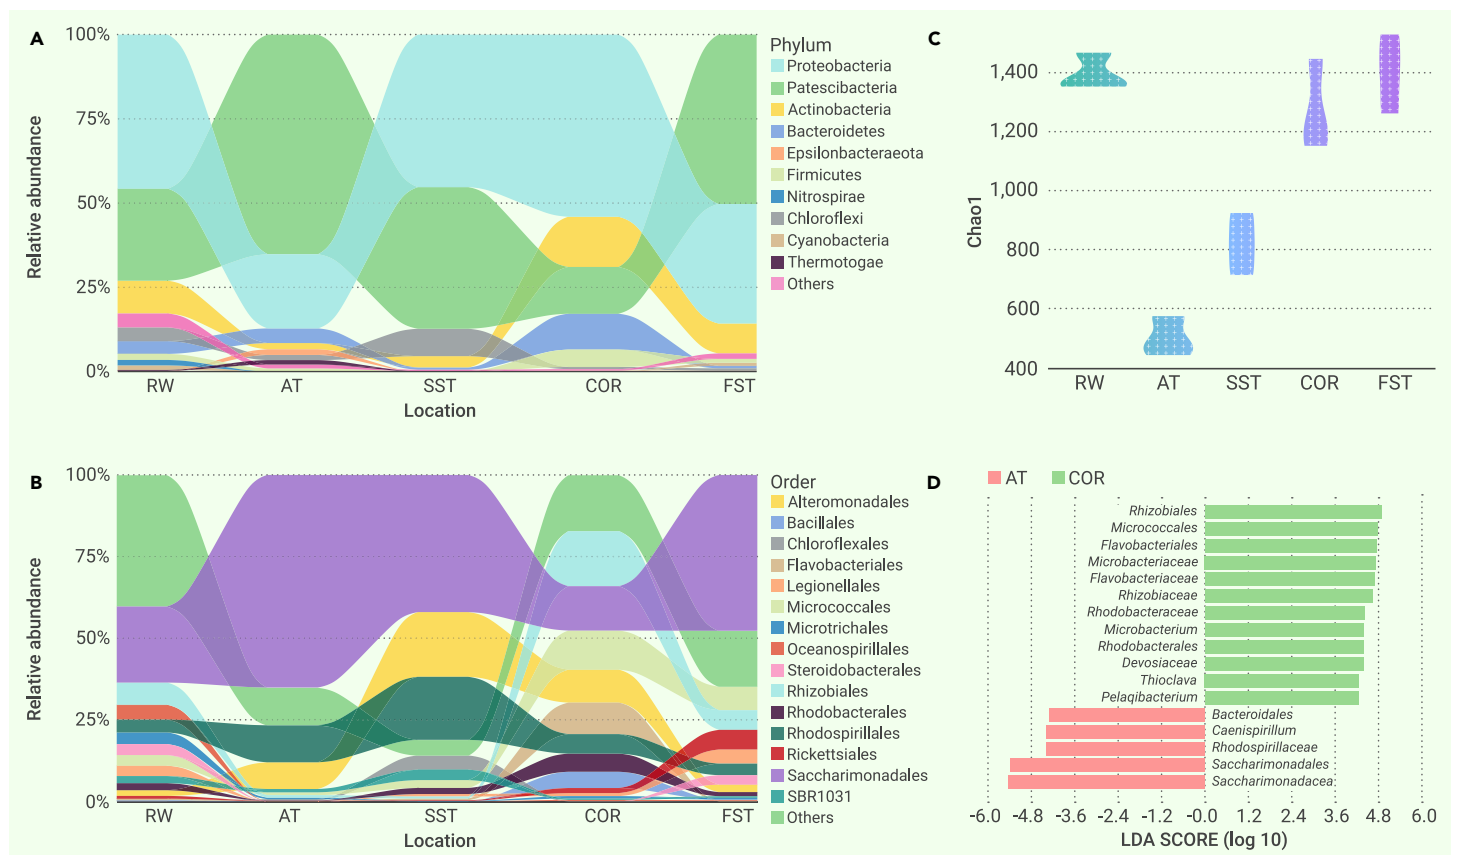 A
100%
75%
50%
25%
0%
Relative abundance
RW AT SST COR FST
Location
Phylum
Proteobacteria
Patescibacteria
Actinobacteria
Bacteroidetes
Epsilonbacteraeota
Firmicutes
Nitrospirae
Chloroflexi
Cyanobacteria
Thermotogae
Others
C
1,400
1,200
1,000
800
600
400
Chao1
RW AT SST COR FST
B
100%
75%
50%
25%
0%
Relative abundance
RW AT SST COR FST
Location
Order
Alteromonadales
Bacillales
Chloroflexales
Flavobacteriales
Legionellales
Micrococcales
Microtrichales
Oceanospirillales
Steroidobacterales
Rhizobiales
Rhodobacterales
Rhodospirillales
Rickettsiales
Saccharimonadales
SBR1031
Others
D
AT COR
Rhizobiales
Micrococcales
Flavobacteriales
Microbacteriaceae
Flavobacteriaceae
Rhizobiaceae
Rhodobacteraceae
Microbacterium
Rhodobacterales
Devosiaceae
Thioclava
Pelaqibacterium
Bacteroidales
Caenispirillum
Rhodospirillaceae
Saccharimonadales
Saccharimonadacea
-6.0 -4.8 -3.6 -2.4 -1.2 -0.0 1.2 2.4 3.6 4.8 6.0
LDA SCORE (log 10)